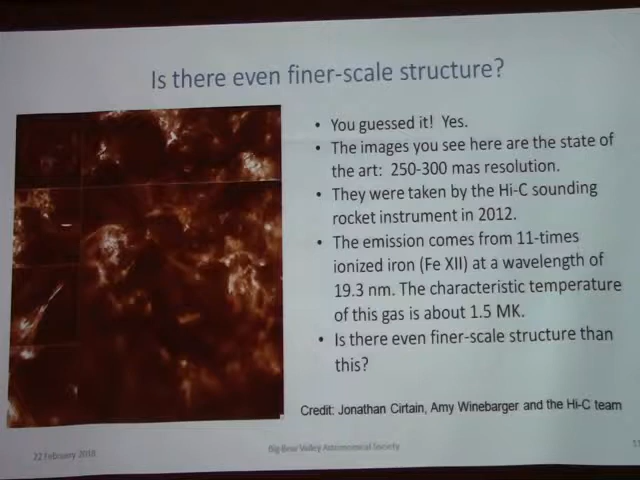 Is there even finer-scale structure?
• You guessed it! Yes.
• The images you see here are the state of
the art: 250-300 mas resolution.
• They were taken by the Hi-C sounding
rocket instrument in 2012.
• The emission comes from 11-times
ionized iron (Fe XII) at a wavelength of
19.3 nm. The characteristic temperature
of this gas is about 1.5 MK.
• Is there even finer-scale structure than
this?
Credit: Jonathan Cirtain, Amy Winebarger and the Hi-C team
22 February 2018
Big Bear Valley Astronomical Society